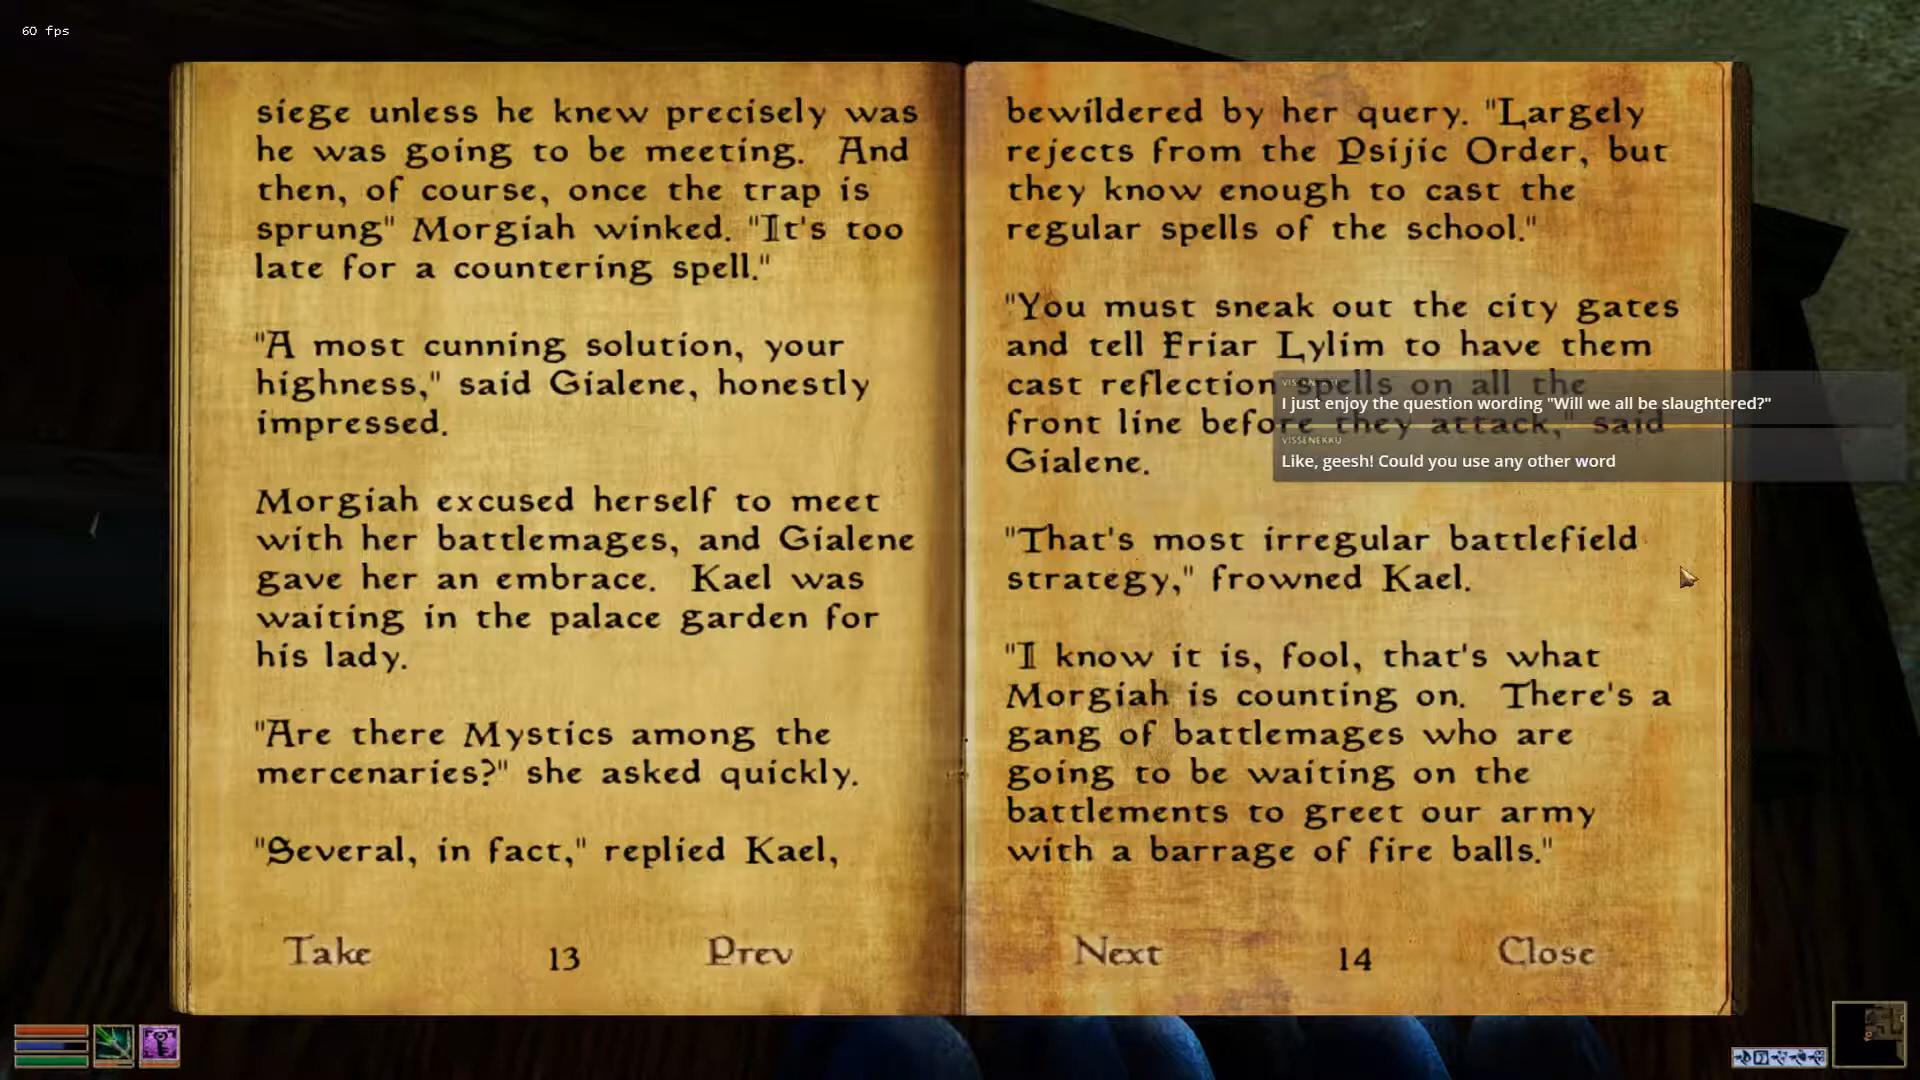 60 fps
siege unless he knew precisely was
he was going to be meeting. And
then, of course, once the trap is
sprung" Morgiah winked. "It's too
late for a countering spell."
"A most cunning solution, your
highness," said Gialene, honestly
impressed.
Morgiah excused herself to meet
with her battlemages, and Gialene
gave her an embrace. Kael was
waiting in the palace garden for
his lady.
"Are there Mystics among the
mercenaries?" she asked quickly.
"Several, in fact," replied Kael,
Take 13 Prev
bewildered by her query. "Largely
rejects from the Psijic Order, but
they know enough to cast the
regular spells of the school."
"You must sneak out the city gates
and tell Friar Lylim to have them
cast reflection spells on all the
front line before they attack," said
Gialene.
"That's most irregular battlefield
strategy," frowned Kael.
"I know it is, fool, that's what
Morgiah is counting on. There's a
gang of battlemages who are
going to be waiting on the
battlements to greet our army
with a barrage of fire balls."
Next 14 Close
I just enjoy the question wording "Will we all be slaughtered?"
VISSENEKKU
Like, geesh! Could you use any other word